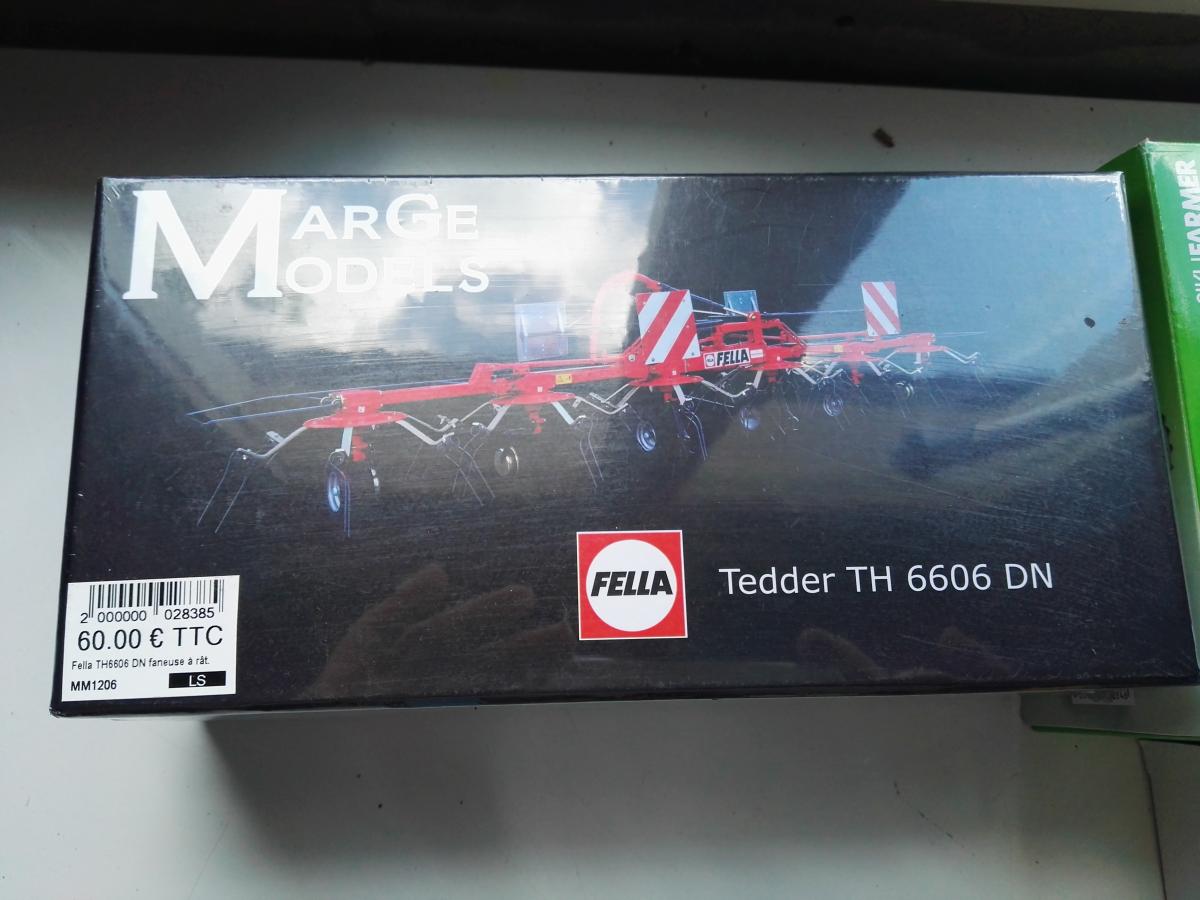 MARGE
MODELS
FELLA
FELLA
Tedder TH 6606 DN
2 000000 028385
60.00 € TTC
Fella TH6606 DN faneuse à rât.
MM1206
LS
FARMER